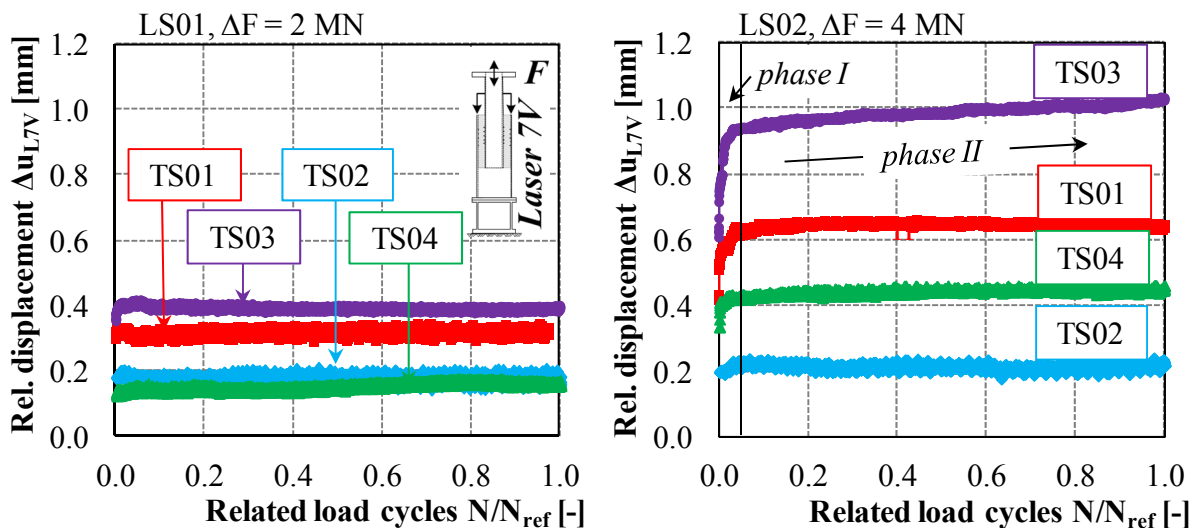 LS01, ΔF = 2 MN
Rel. displacement Δu_L7V [mm]
1.2
1.0
0.8
0.6
0.4
0.2
0.0
F
Laser 7V
TS01
TS02
TS03
TS04
0.0 0.2 0.4 0.6 0.8 1.0
Related load cycles N/N_ref [-]
LS02, ΔF = 4 MN
Rel. displacement Δu_L7V [mm]
1.2
1.0
0.8
0.6
0.4
0.2
0.0
phase I
TS03
phase II
TS01
TS04
TS02
0.0 0.2 0.4 0.6 0.8 1.0
Related load cycles N/N_ref [-]